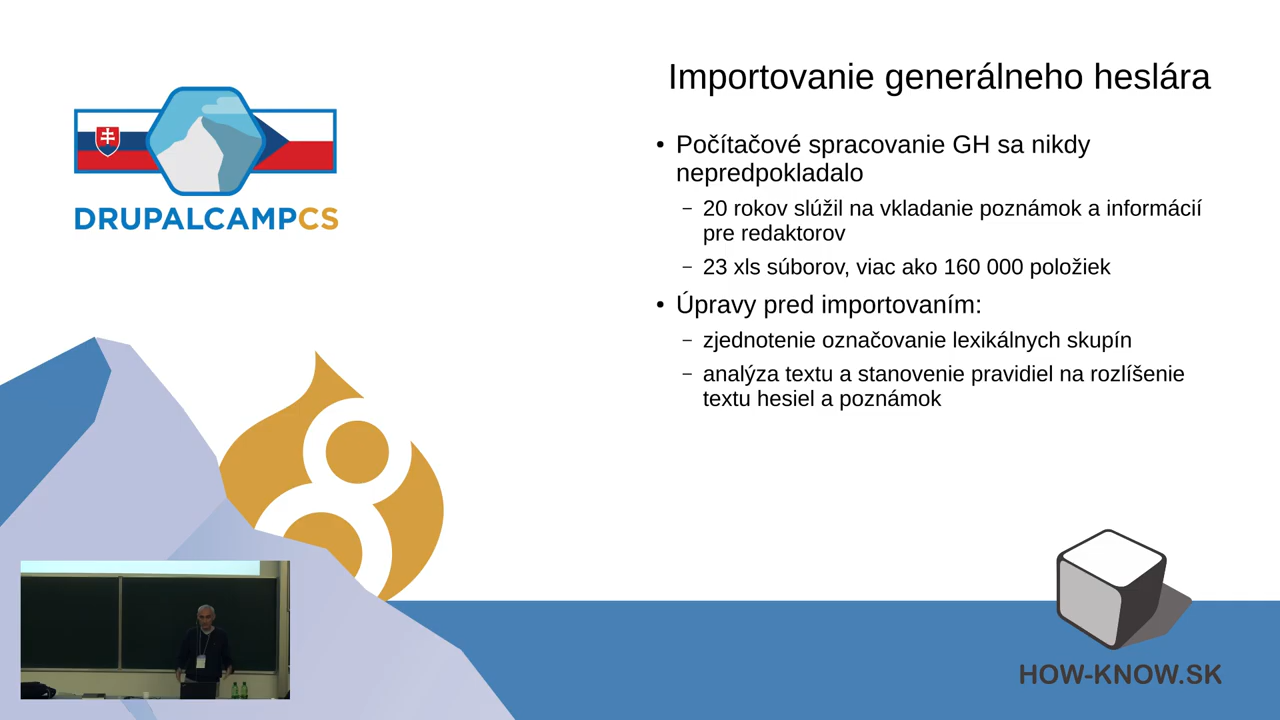 Importovanie generálneho heslára
DRUPALCAMPCS
• Počítačové spracovanie GH sa nikdy
nepredpokladalo
– 20 rokov slúžil na vkladanie poznámok a informácií
pre redaktorov
– 23 xls súborov, viac ako 160 000 položiek
• Úpravy pred importovaním:
– zjednotenie označovanie lexikálnych skupín
– analýza textu a stanovenie pravidiel na rozlíšenie
textu hesiel a poznámok
HOW-KNOW.SK